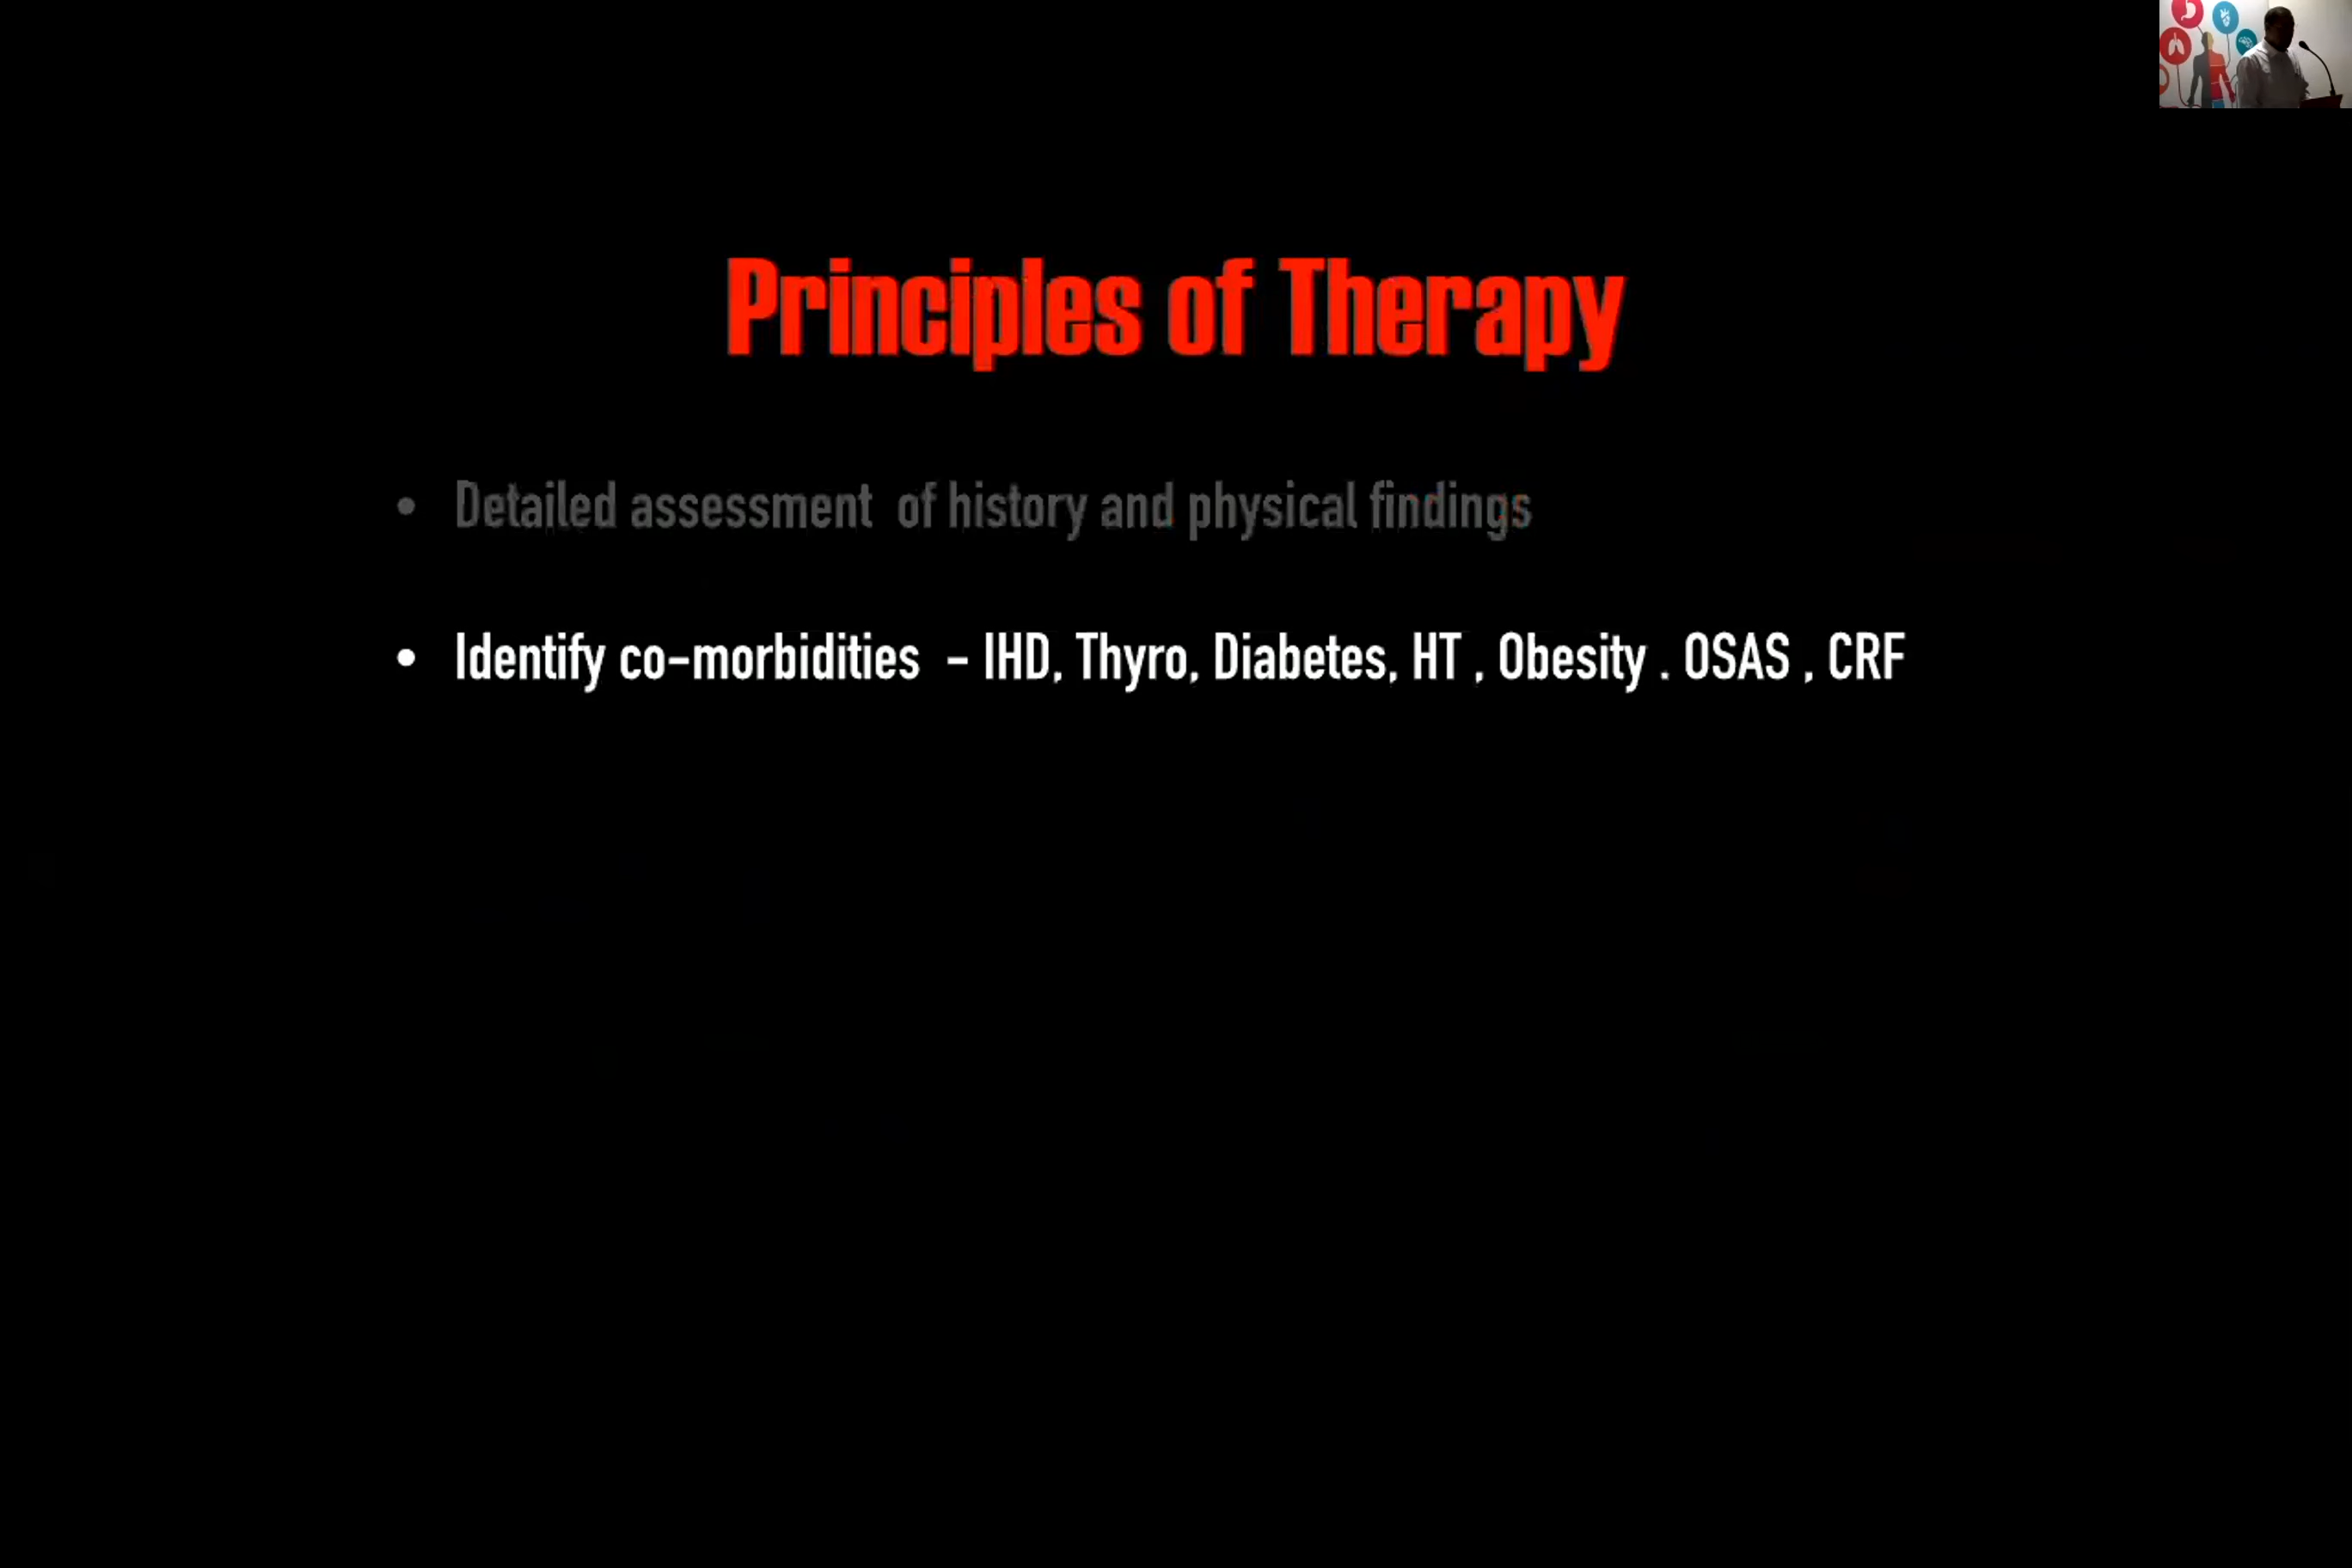 Principles of Therapy
• Detailed assessment of history and physical findings
• Identify co-morbidities - IHD, Thyro, Diabetes, HT , Obesity . OSAS , CRF